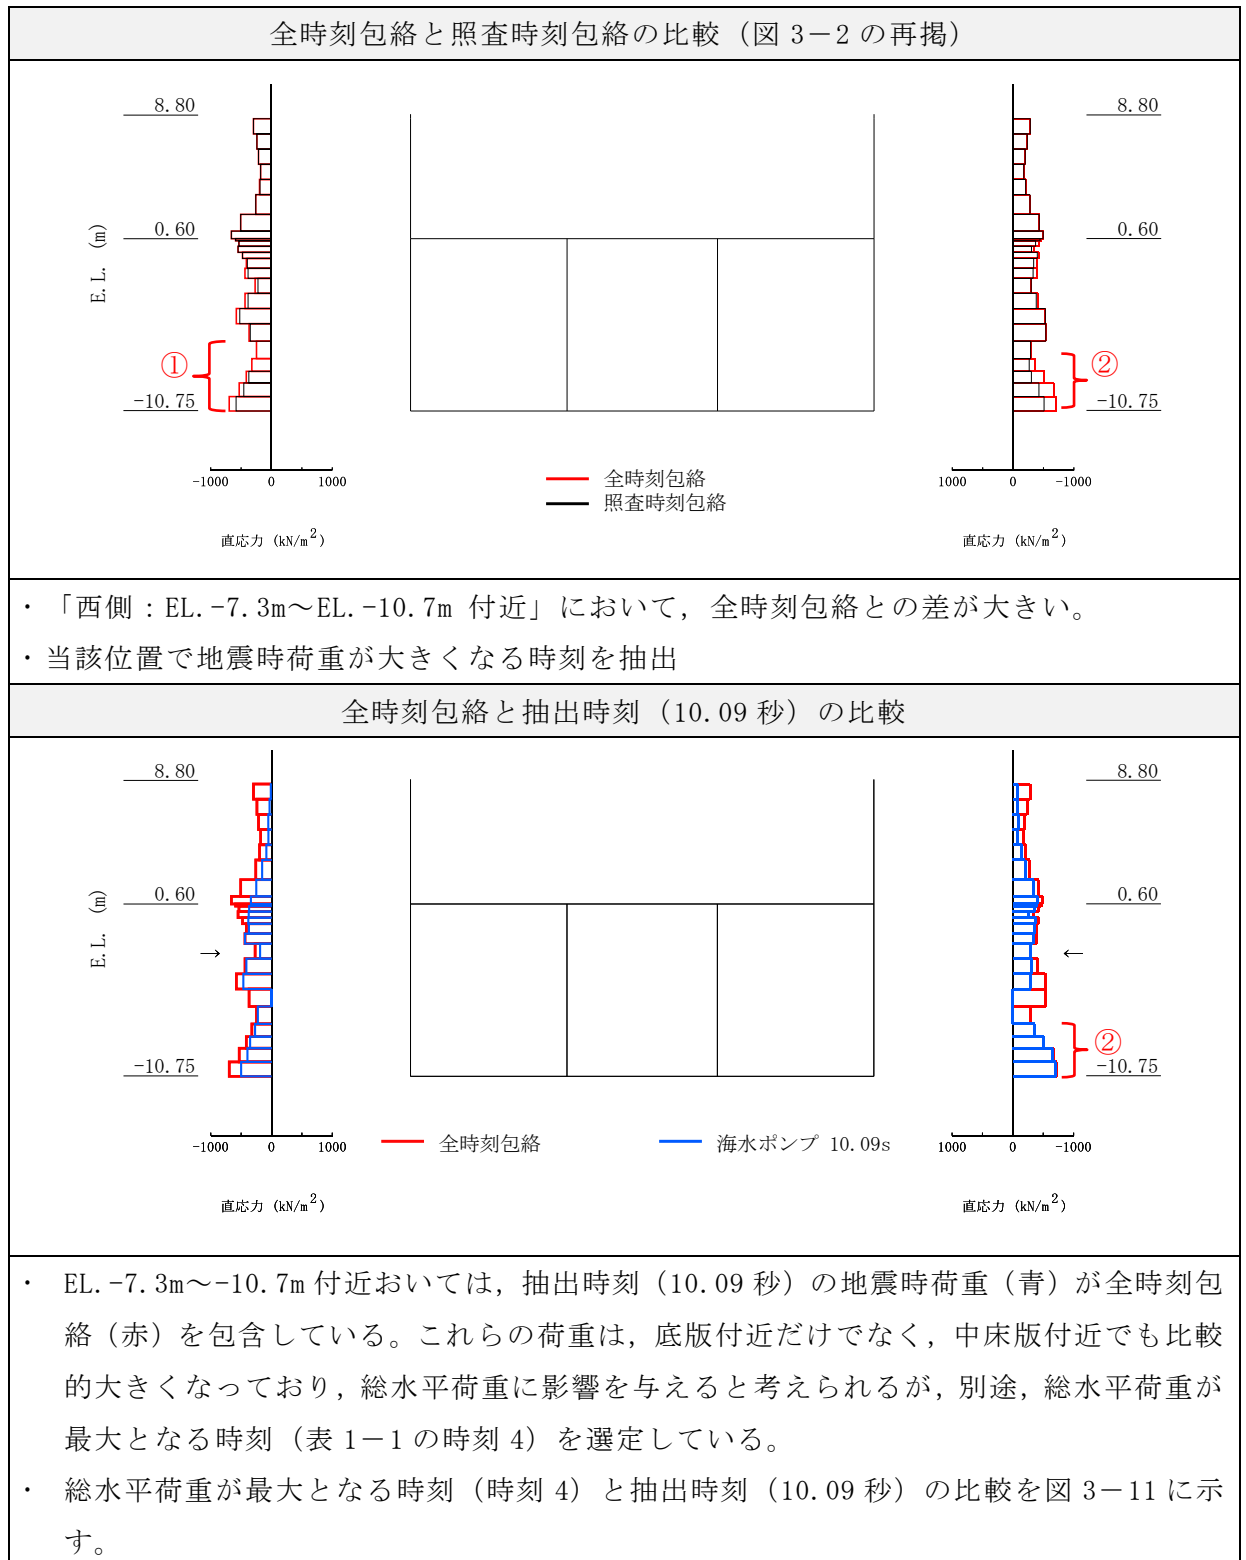 全時刻包絡と照査時刻包絡の比較（図 3－2 の再掲）
8.80
8.80
0.60
0.60
E.L. (m)
①
②
-10.75
-10.75
-1000 0 1000
1000 0 -1000
全時刻包絡
照査時刻包絡
直応力 (kN/m²)
直応力 (kN/m²)
・「西側：EL.-7.3m～EL.-10.7m 付近」において，全時刻包絡との差が大きい。
・当該位置で地震時荷重が大きくなる時刻を抽出
全時刻包絡と抽出時刻（10.09 秒）の比較
8.80
8.80
0.60
0.60
E.L. (m)
→
←
②
-10.75
-10.75
-1000 0 1000
全時刻包絡
海水ポンプ 10.09s
1000 0 -1000
直応力 (kN/m²)
直応力 (kN/m²)
・ EL.-7.3m～-10.7m 付近おいては，抽出時刻（10.09 秒）の地震時荷重（青）が全時刻包
絡（赤）を包含している。これらの荷重は，底版付近だけでなく，中床版付近でも比較
的大きくなっており，総水平荷重に影響を与えると考えられるが，別途，総水平荷重が
最大となる時刻（表 1－1 の時刻 4）を選定している。
・ 総水平荷重が最大となる時刻（時刻 4）と抽出時刻（10.09 秒）の比較を図 3－11 に示
す。